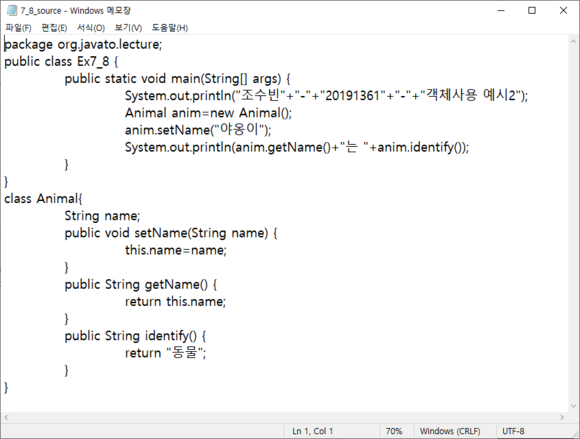 7_8_source - Windows 메모장
파일(F) 편집(E) 서식(O) 보기(V) 도움말(H)
package org.javato.lecture;
public class Ex7_8 {
public static void main(String[] args) {
System.out.println("조수빈"+"-"+"20191361"+"-"+"객체사용 예시2");
Animal anim=new Animal();
anim.setName("야옹이");
System.out.println(anim.getName()+"는 "+anim.identify());
}
}
class Animal{
String name;
public void setName(String name) {
this.name=name;
}
public String getName() {
return this.name;
}
public String identify() {
return "동물";
}
}
Ln 1, Col 1 70% Windows (CRLF) UTF-8